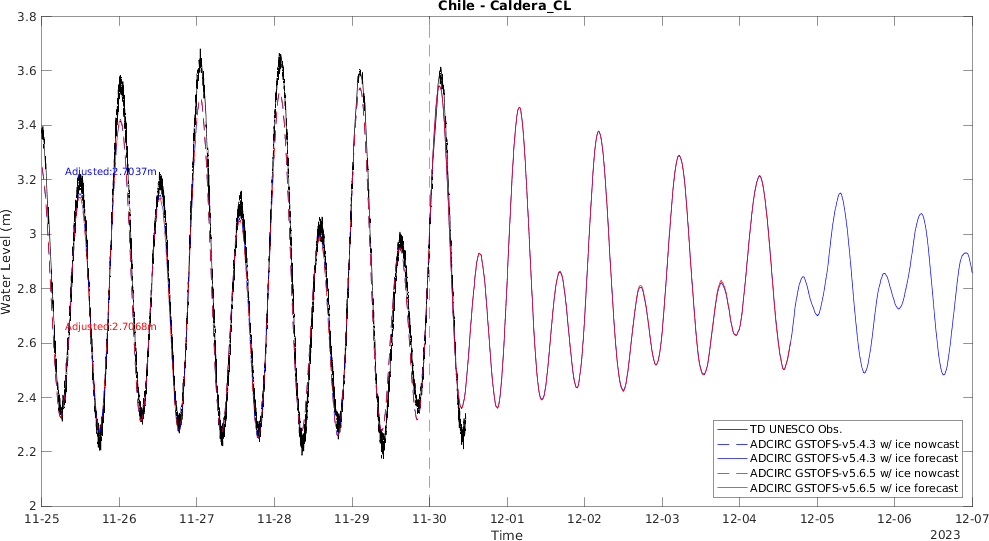 Chile - Caldera_CL
3.8
3.6
3.4
3.2
3
2.8
2.6
2.4
2.2
2
Water Level (m)
Adjusted:2.7037m
Adjusted:2.7068m
TD UNESCO Obs.
ADCIRC GSTOFS-v5.4.3 w/ ice nowcast
ADCIRC GSTOFS-v5.4.3 w/ ice forecast
ADCIRC GSTOFS-v5.6.5 w/ ice nowcast
ADCIRC GSTOFS-v5.6.5 w/ ice forecast
11-25 11-26 11-27 11-28 11-29 11-30 12-01 12-02 12-03 12-04 12-05 12-06 12-07
Time
2023